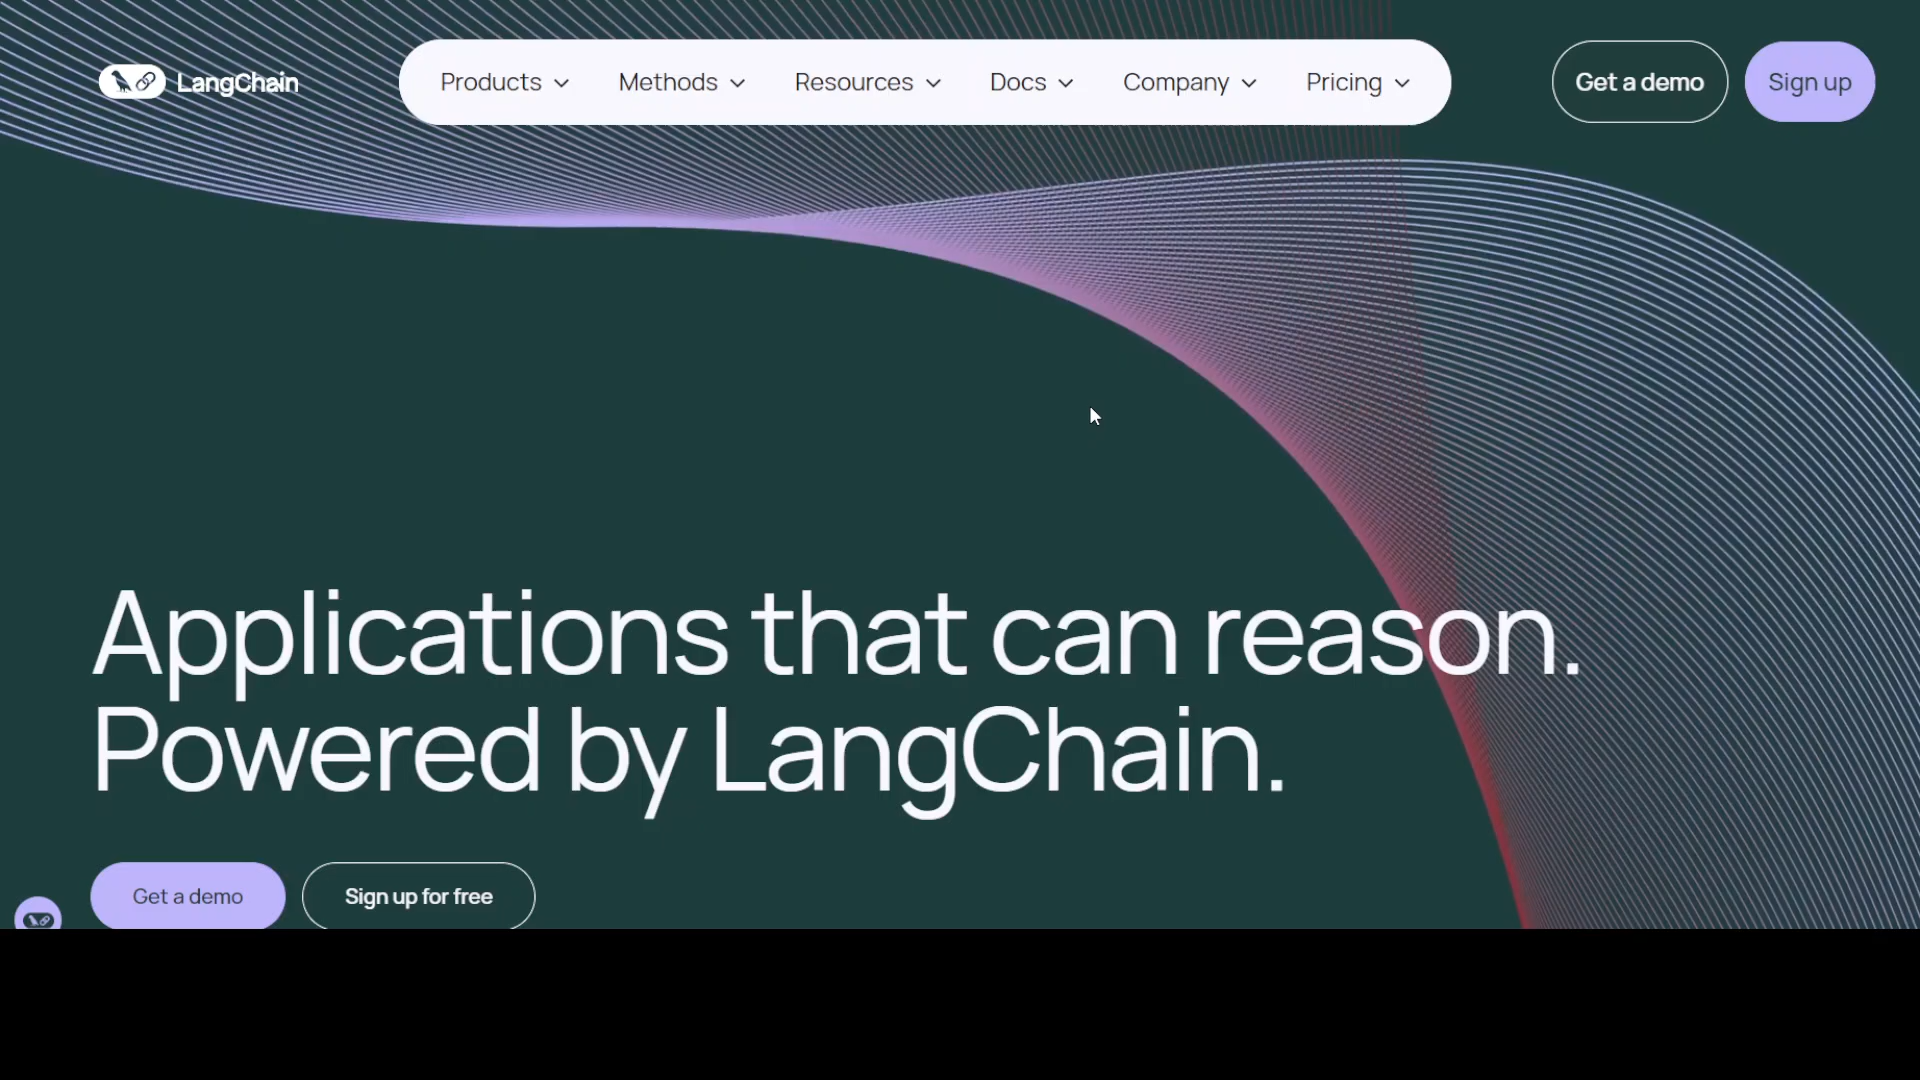 LangChain
Products
Methods
Resources
Docs
Company
Pricing
Get a demo
Sign up
Applications that can reason.
Powered by LangChain.
Get a demo
Sign up for free